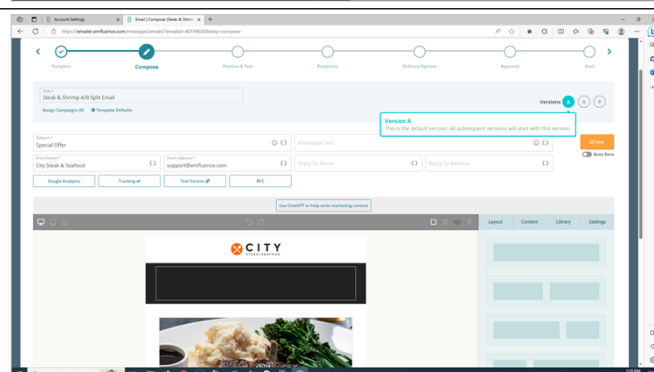 Account Settings
Email | Compose (Steak & Shrimp
https://emailer.emfluence.com/messages/emails/?emailId=
step=compose
Template
Compose
Preview & Test
Recipients
Delivery Options
Approval
Send
Title *
Steak & Shrimp A/B Split Email
Assign Campaigns (0) Template Defaults
Versions A B +
Version A
This is the default version. All subsequent versions will start with this version.
Subject *
Special Offer
Preheader Text
Save
Auto Save
From Name *
City Steak & Seafood
From Address *
support@emfluence.com
Reply To Name
Reply To Address
Google Analytics
Tracking
Text Version
BCC
Use ChatGPT to help write marketing content
Layout Content Library Settings
CITY
STEAK+SEAFOOD